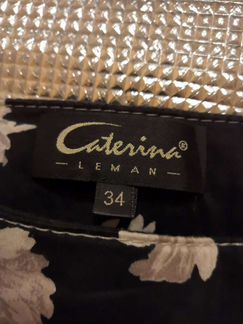 Caterina®
— LEMAN —
34